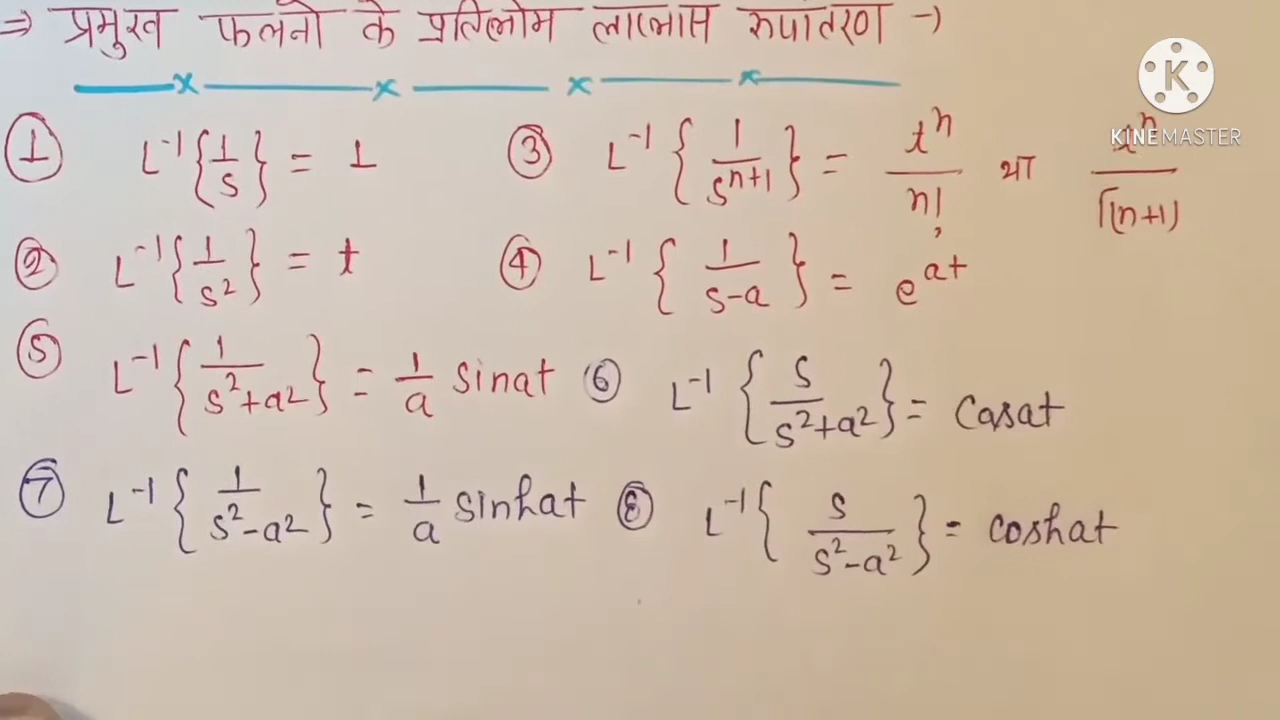 ⇒ प्रमुख फलनो के प्रतिलोम लाप्लास रूपांतरण →
① L⁻¹{1/s} = 1 ③ L⁻¹{1/sⁿ⁺¹} = tⁿ/n! या tⁿ/Γ(n+1)
② L⁻¹{1/s²} = t ④ L⁻¹{1/s-a} = eᵃᵗ
⑤ L⁻¹{1/s²+a²} = 1/a sinat ⑥ L⁻¹{s/s²+a²} = Cosat
⑦ L⁻¹{1/s²-a²} = 1/a sinhat ⑧ L⁻¹{s/s²-a²} = coshat
K
KINEMASTER